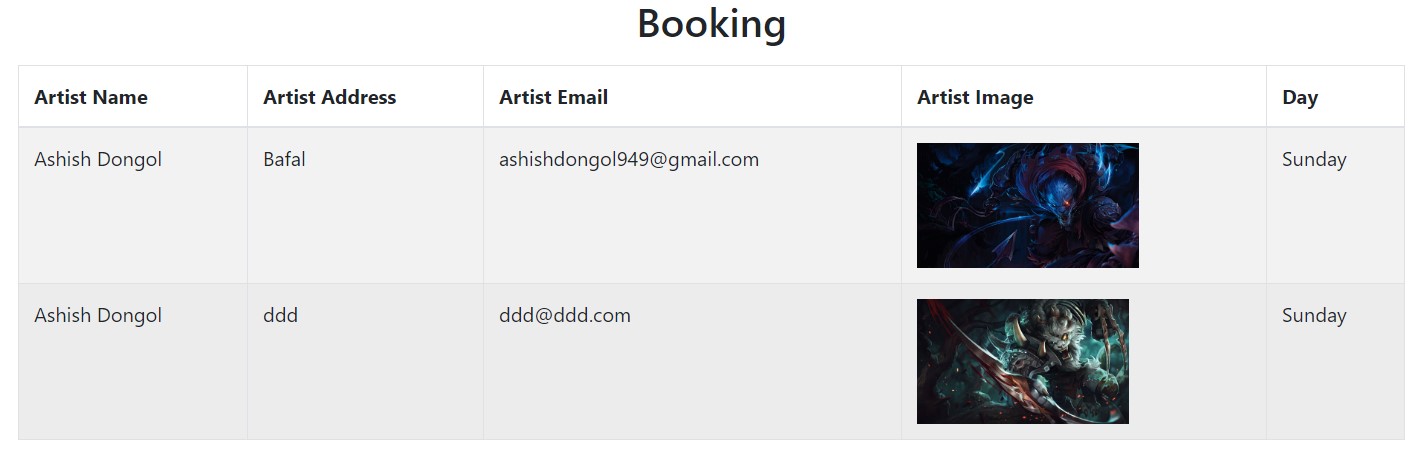 Booking
Artist Name Artist Address Artist Email Artist Image Day
Ashish Dongol Bafal ashishdongol949@gmail.com Sunday
Ashish Dongol ddd ddd@ddd.com Sunday